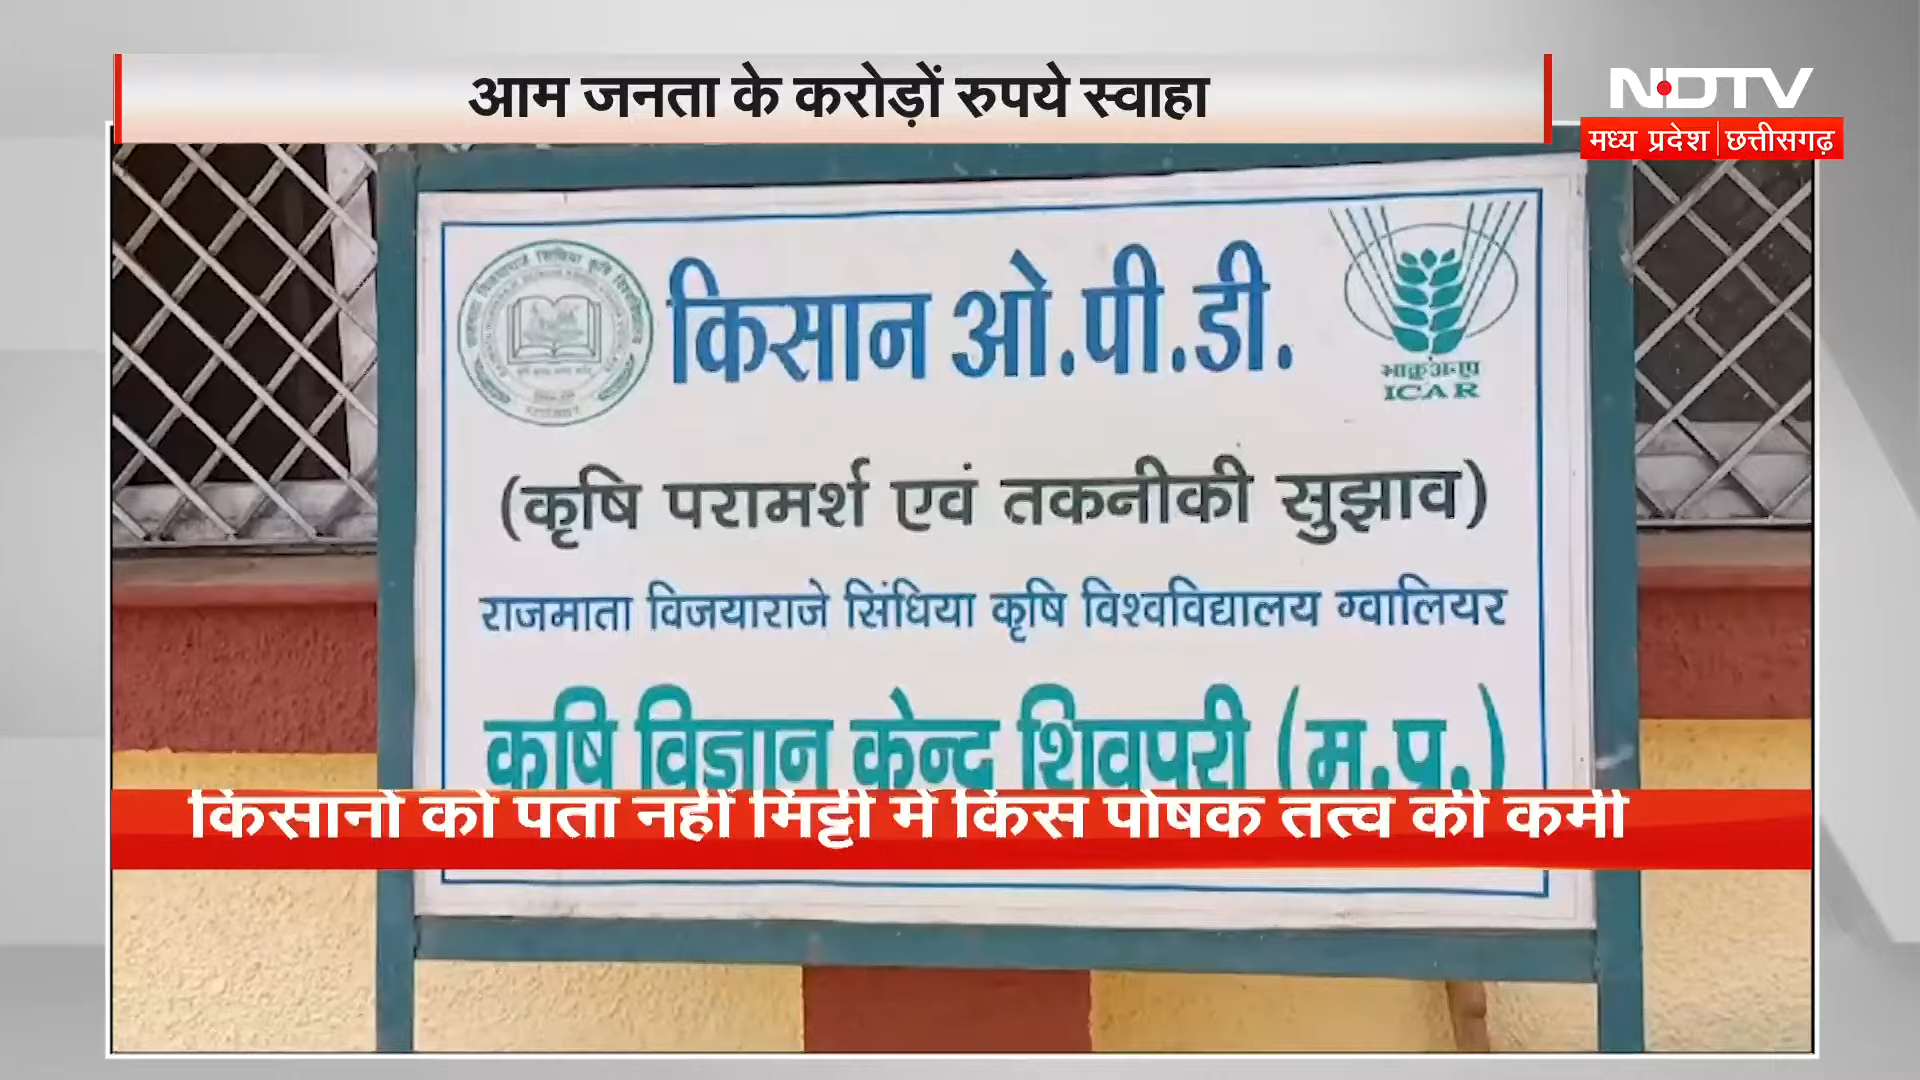 आम जनता के करोड़ों रुपये स्वाहा
NDTV
मध्य प्रदेश | छत्तीसगढ़
किसान ओ.पी.डी.
भाकृअनुप
ICAR
(कृषि परामर्श एवं तकनीकी सुझाव)
राजमाता विजयाराजे सिंधिया कृषि विश्वविद्यालय ग्वालियर
कृषि विज्ञान केन्द्र शिवपुरी (म.प्र.)
किसानों को पता नहीं मिट्टी में किस पोषक तत्व की कमी